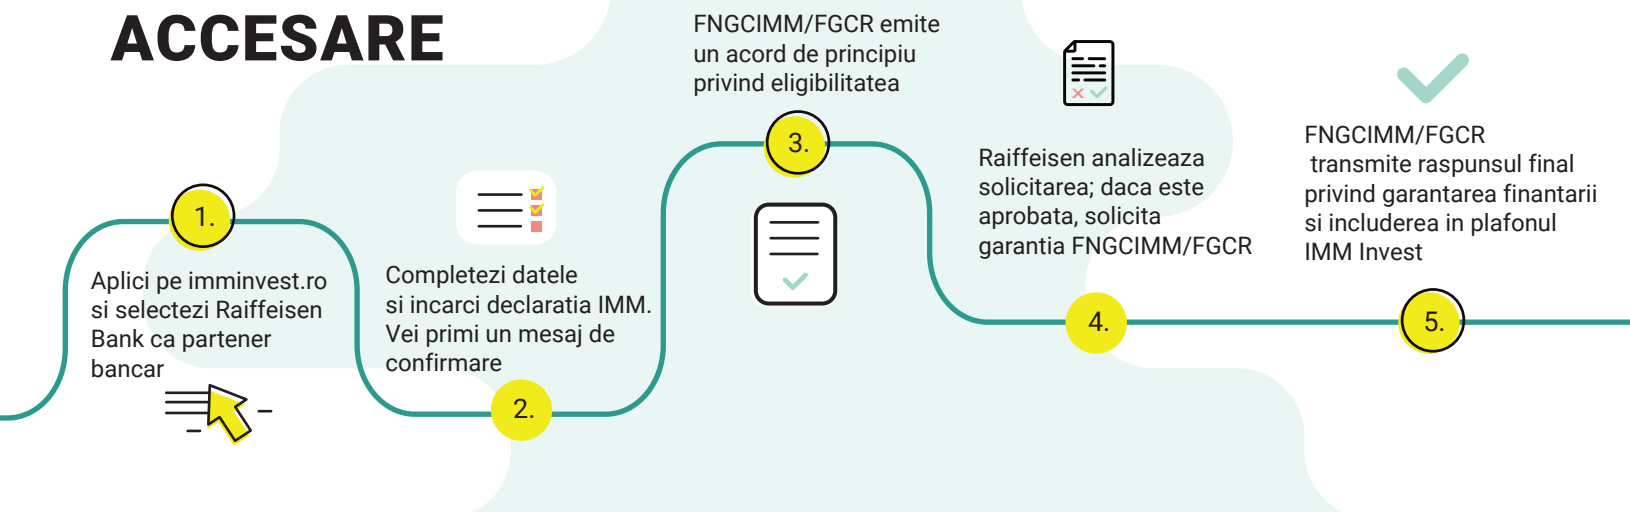 ACCESARE
1.
Aplici pe imminvest.ro
si selectezi Raiffeisen
Bank ca partener
bancar
Completezi datele
si incarci declaratia IMM.
Vei primi un mesaj de
confirmare
2.
FNGCIMM/FGCR emite
un acord de principiu
privind eligibilitatea
3.
Raiffeisen analizeaza
solicitarea; daca este
aprobata, solicita
garantia FNGCIMM/FGCR
4.
FNGCIMM/FGCR
transmite raspunsul final
privind garantarea finantarii
si includerea in plafonul
IMM Invest
5.